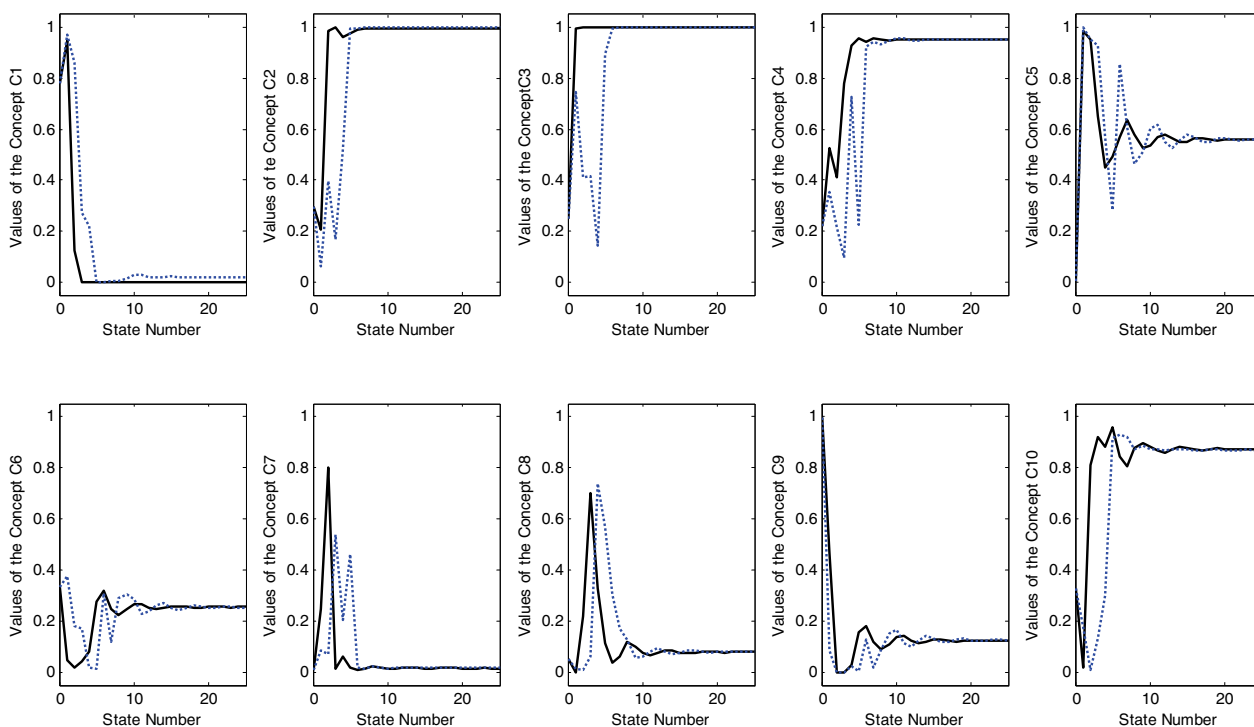 Values of the Concept C1
1
0.8
0.6
0.4
0.2
0
0 10 20
State Number
Values of te Concept C2
1
0.8
0.6
0.4
0.2
0
0 10 20
State Number
Values of the ConceptC3
1
0.8
0.6
0.4
0.2
0
0 10 20
State Number
Values of the Concept C4
1
0.8
0.6
0.4
0.2
0
0 10 20
State Number
Values of the Concept C5
1
0.8
0.6
0.4
0.2
0
0 10 20
State Number
Values of the Concept C6
1
0.8
0.6
0.4
0.2
0
0 10 20
State Number
Values of the Concept C7
1
0.8
0.6
0.4
0.2
0
0 10 20
State Number
Values of the Concept C8
1
0.8
0.6
0.4
0.2
0
0 10 20
State Number
Values of the Concept C9
1
0.8
0.6
0.4
0.2
0
0 10 20
State Number
Values of the Concept C10
1
0.8
0.6
0.4
0.2
0
0 10 20
State Number